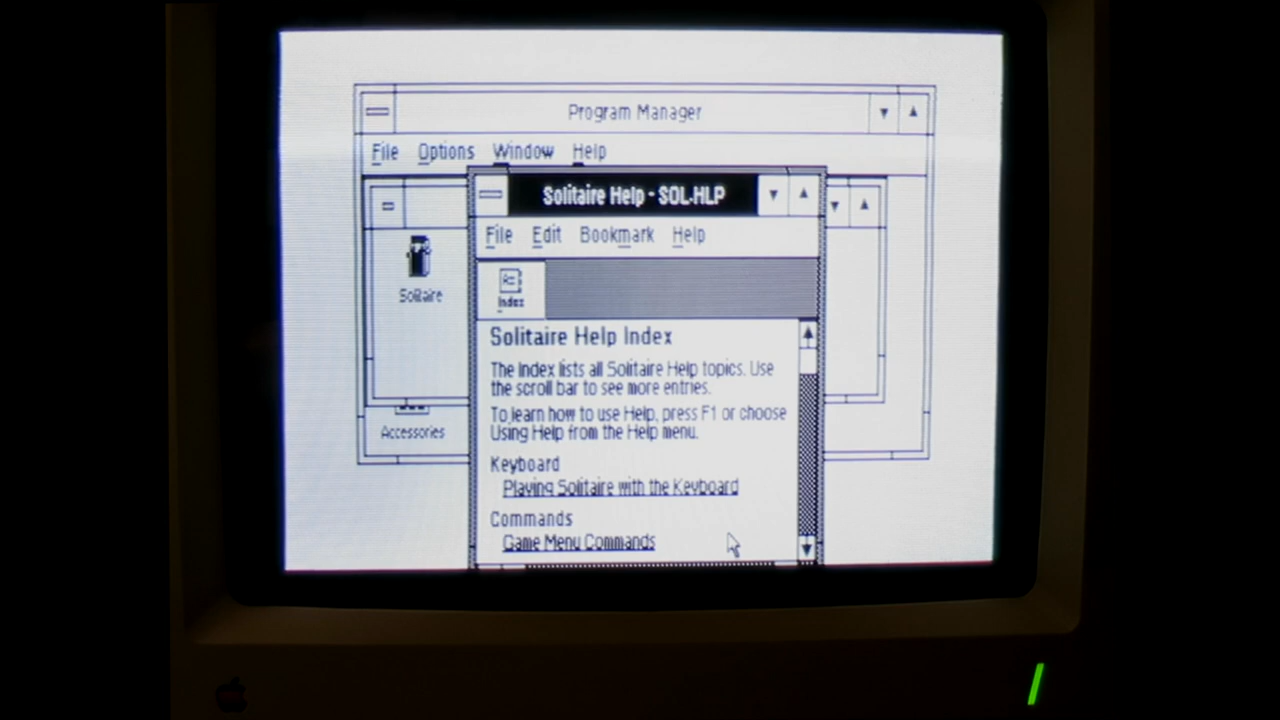 Program Manager
File Options Window Help
Solitaire Help - SOL.HLP
File Edit Bookmark Help
Solitaire
Index
Solitaire Help Index
The Index lists all Solitaire Help topics. Use
the scroll bar to see more entries.
To learn how to use Help, press F1 or choose
Using Help from the Help menu.
Accessories
Keyboard
Playing Solitaire with the Keyboard
Commands
Game Menu Commands